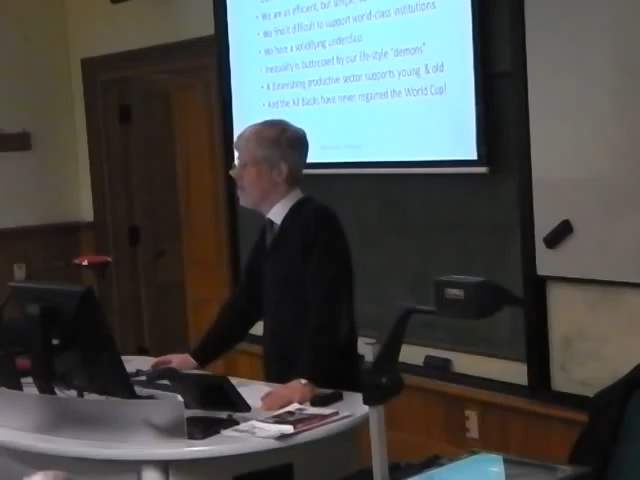 We are an efficient, but simple,
We find it difficult to support world-class institutions
We have a solidifying underclass
Inequality is buttressed by our life-style "demons"
A diminishing productive sector supports young & old
And the All Blacks have never regained the World Cup!